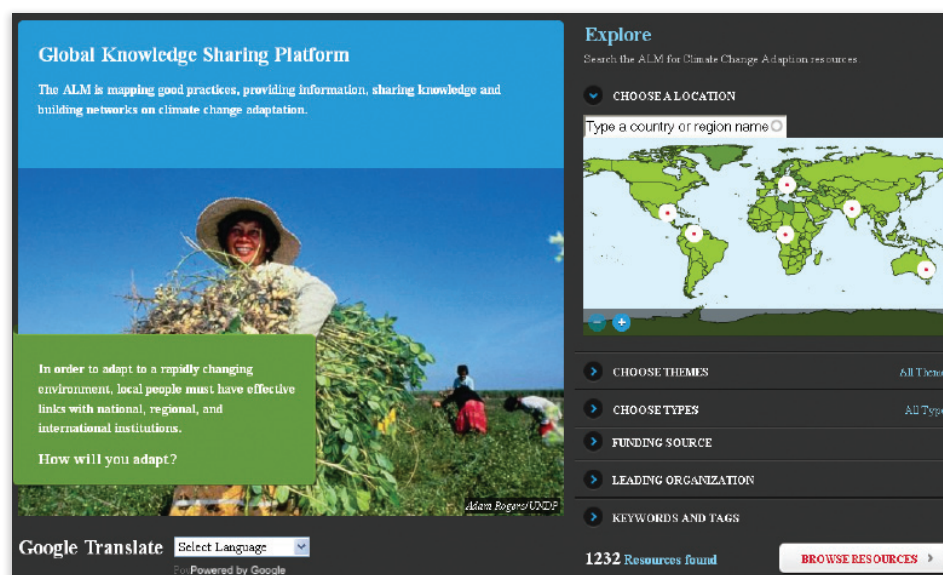 Global Knowledge Sharing Platform
The ALM is mapping good practices, providing information, sharing knowledge and
building networks on climate change adaptation.
In order to adapt to a rapidly changing
environment, local people must have effective
links with national, regional, and
international institutions.
How will you adapt?
Adam Rogers/UNDP
Google Translate
Select Language
Powered by Google
Explore
Search the ALM for Climate Change Adaption resources
CHOOSE A LOCATION
Type a country or region name
CHOOSE THEMES
All
CHOOSE TYPES
All
FUNDING SOURCE
LEADING ORGANIZATION
KEYWORDS AND TAGS
1232 Resources found
BROWSE RESOURCES